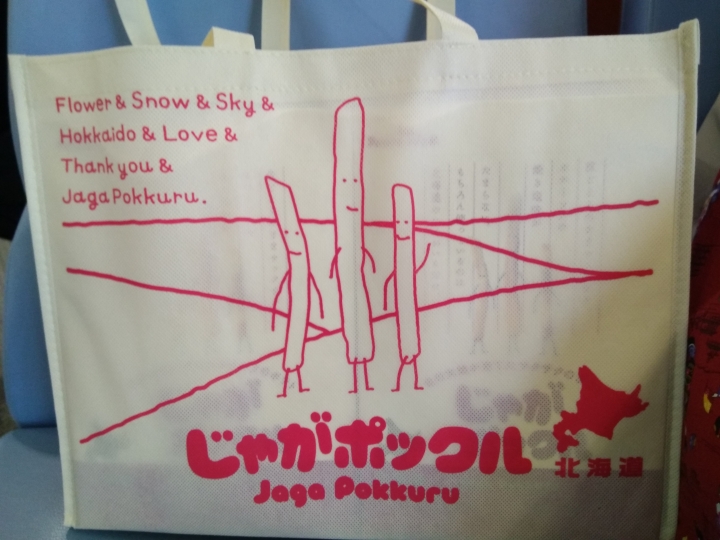 Flower & Snow & Sky &
Hokkaido & Love &
Thank you &
Jaga Pokkuru.
じゃがポックル
Jaga Pokkuru
北海道